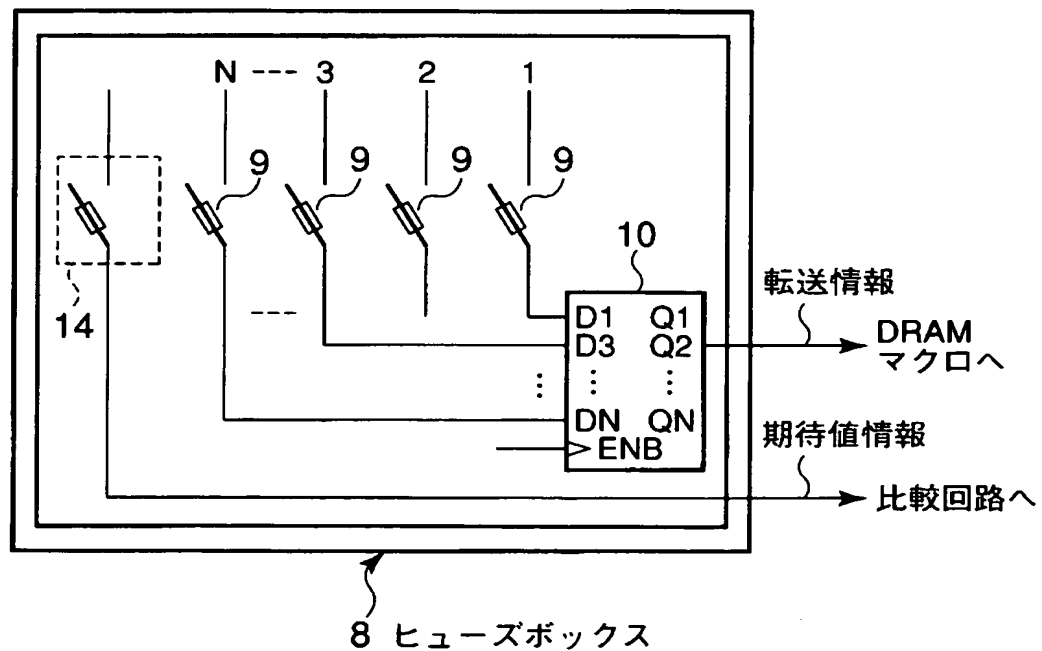 N ---- 3 2 1
9 9 9 9
14
10
D1 Q1
D3 Q2
⋮ ⋮ ⋮
DN QN
ENB
転送情報
DRAM
マクロへ
期待値情報
比較回路へ
8 ヒューズボックス